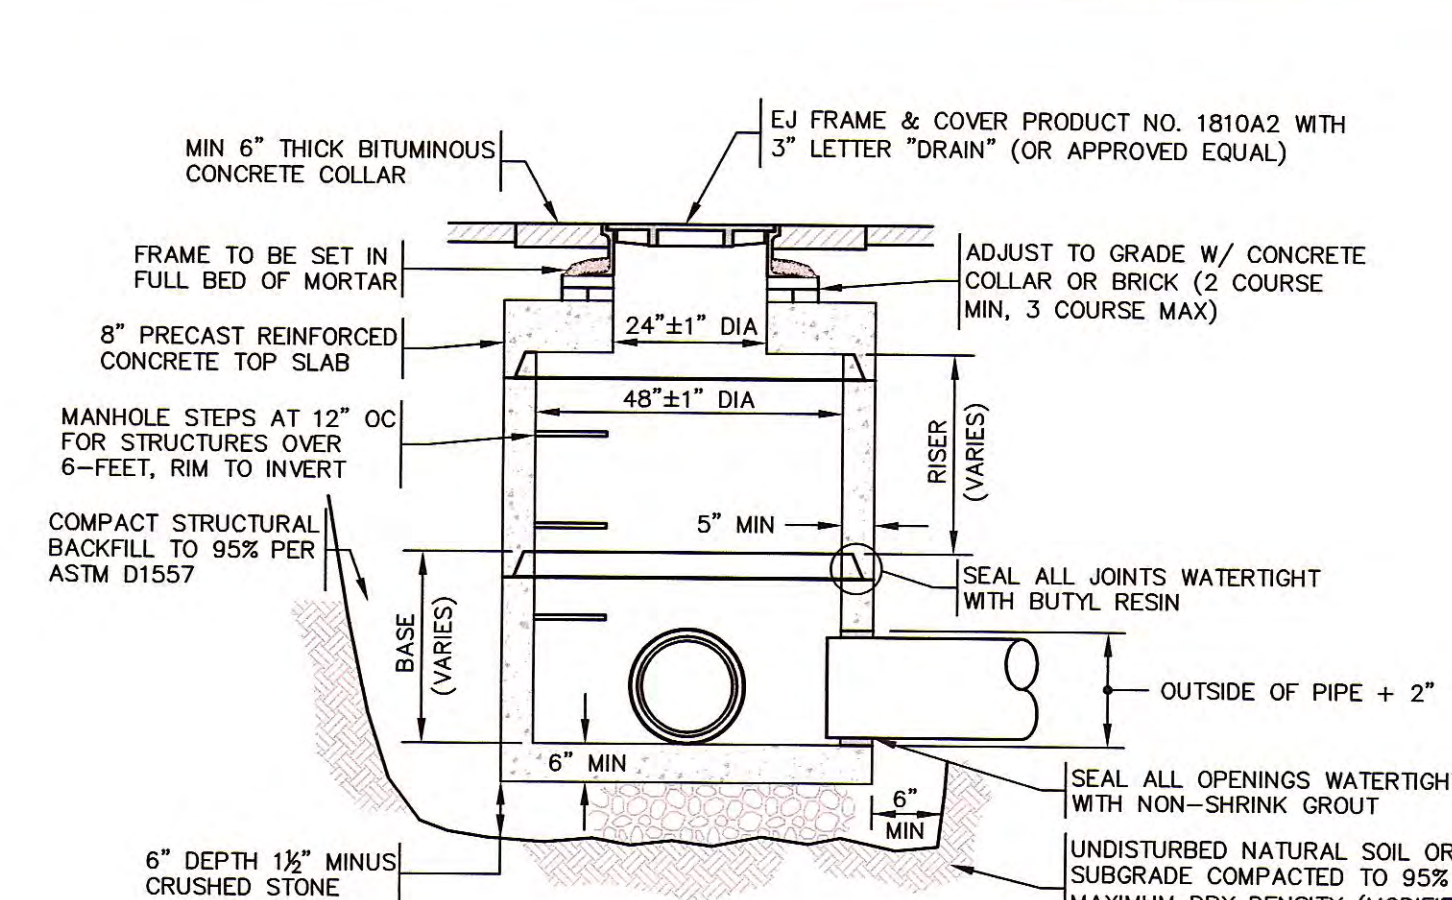 EJ FRAME & COVER PRODUCT NO. 1810A2 WITH
3" LETTER "DRAIN" (OR APPROVED EQUAL)
MIN 6" THICK BITUMINOUS
CONCRETE COLLAR
FRAME TO BE SET IN
FULL BED OF MORTAR
ADJUST TO GRADE W/ CONCRETE
COLLAR OR BRICK (2 COURSE
MIN, 3 COURSE MAX)
8" PRECAST REINFORCED
CONCRETE TOP SLAB
24"±1" DIA
48"±1" DIA
MANHOLE STEPS AT 12" OC
FOR STRUCTURES OVER
6-FEET, RIM TO INVERT
RISER
(VARIES)
5" MIN
COMPACT STRUCTURAL
BACKFILL TO 95% PER
ASTM D1557
SEAL ALL JOINTS WATERTIGHT
WITH BUTYL RESIN
BASE
(VARIES)
OUTSIDE OF PIPE + 2"
6" MIN
SEAL ALL OPENINGS WATERTIGH
WITH NON-SHRINK GROUT
6"
MIN
6" DEPTH 1½" MINUS
CRUSHED STONE
UNDISTURBED NATURAL SOIL OR
SUBGRADE COMPACTED TO 95%
MAXIMUM DRY DENSITY (MODIFIE